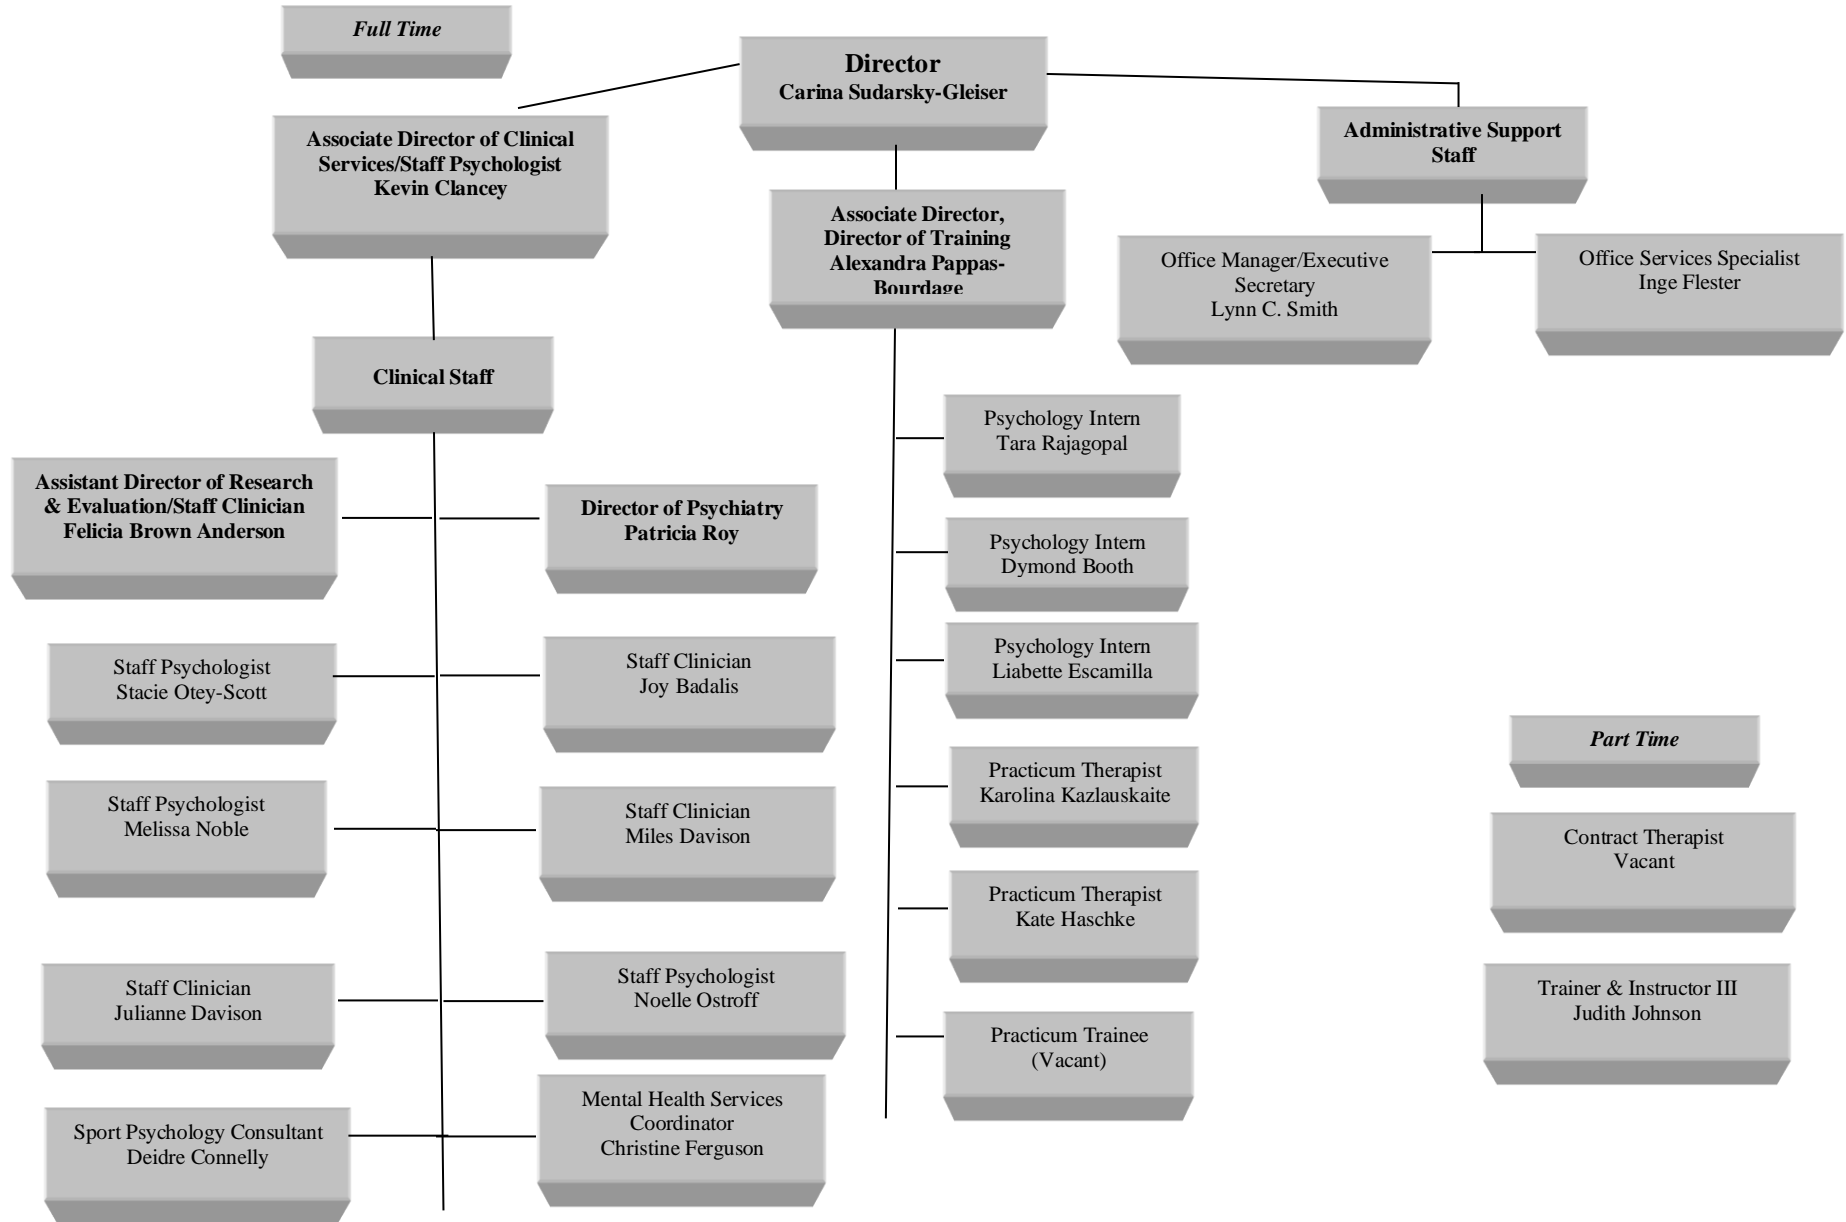 Full Time
Director
Carina Sudarsky-Gleiser
Associate Director of Clinical
Services/Staff Psychologist
Kevin Clancey
Administrative Support
Staff
Associate Director,
Director of Training
Alexandra Pappas-
Bourdage
Office Manager/Executive
Secretary
Lynn C. Smith
Office Services Specialist
Inge Flester
Clinical Staff
Assistant Director of Research
& Evaluation/Staff Clinician
Felicia Brown Anderson
Director of Psychiatry
Patricia Roy
Staff Psychologist
Stacie Otey-Scott
Staff Clinician
Joy Badalis
Staff Psychologist
Melissa Noble
Staff Clinician
Miles Davison
Staff Clinician
Julianne Davison
Staff Psychologist
Noelle Ostroff
Sport Psychology Consultant
Deidre Connelly
Mental Health Services
Coordinator
Christine Ferguson
Psychology Intern
Tara Rajagopal
Psychology Intern
Dymond Booth
Psychology Intern
Liabette Escamilla
Practicum Therapist
Karolina Kazlauskaite
Practicum Therapist
Kate Haschke
Practicum Trainee
(Vacant)
Part Time
Contract Therapist
Vacant
Trainer & Instructor III
Judith Johnson